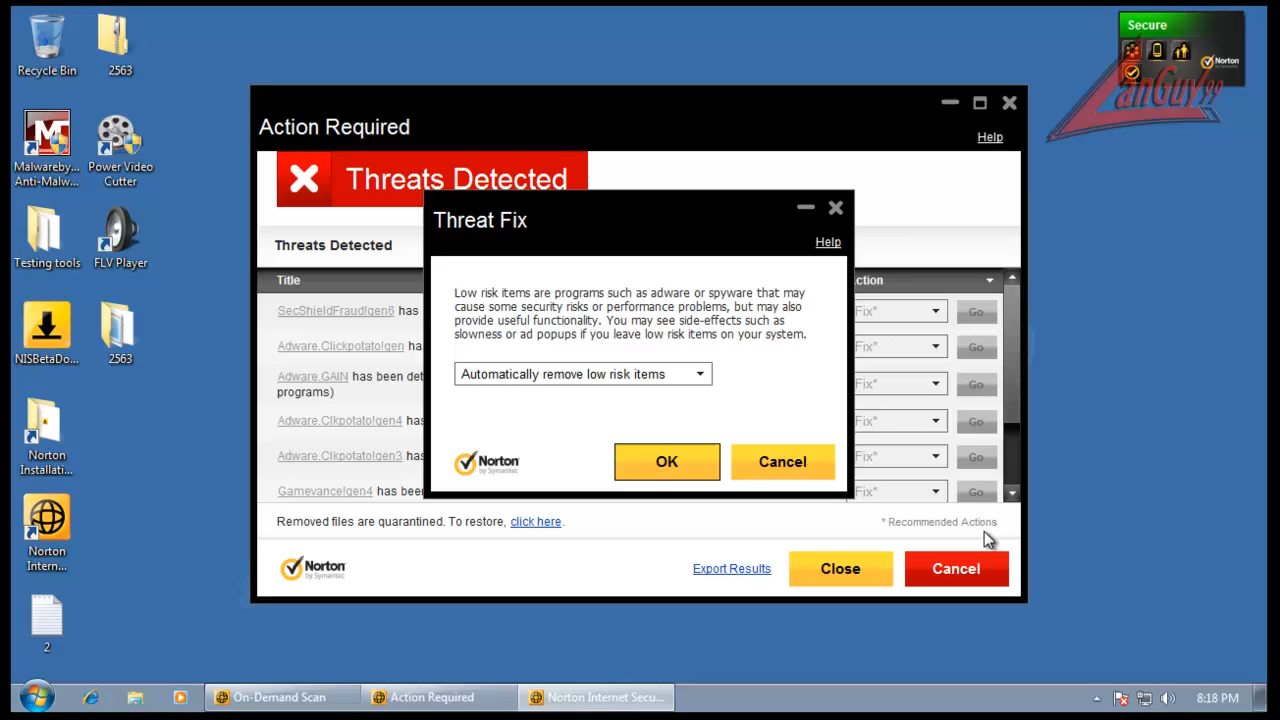 Recycle Bin
2563
Malwareby...
Anti-Malw...
Power Video
Cutter
Testing tools
FLV Player
NISBetaDo...
2563
Norton
Installati...
Norton
Intern...
2
Secure
Norton
anGuy99
Action Required
Help
Threats Detected
Threats Detected
Title
ction
SecShieldFraud!gen6 has
Fix*
Go
Adware.Clickpotato!gen ha
Fix*
Go
Adware.GAIN has been det
programs)
Fix*
Go
Adware.Clkpotato!gen4 has
Fix*
Go
Adware.Clkpotato!gen3 has
Fix*
Go
Gamevance!gen4 has been
Fix*
Go
Threat Fix
Help
Low risk items are programs such as adware or spyware that may
cause some security risks or performance problems, but may also
provide useful functionality. You may see side-effects such as
slowness or ad popups if you leave low risk items on your system.
Automatically remove low risk items
Norton
by Symantec
OK
Cancel
Removed files are quarantined. To restore, click here.
* Recommended Actions
Norton
by Symantec
Export Results
Close
Cancel
On-Demand Scan
Action Required
Norton Internet Secu...
8:18 PM